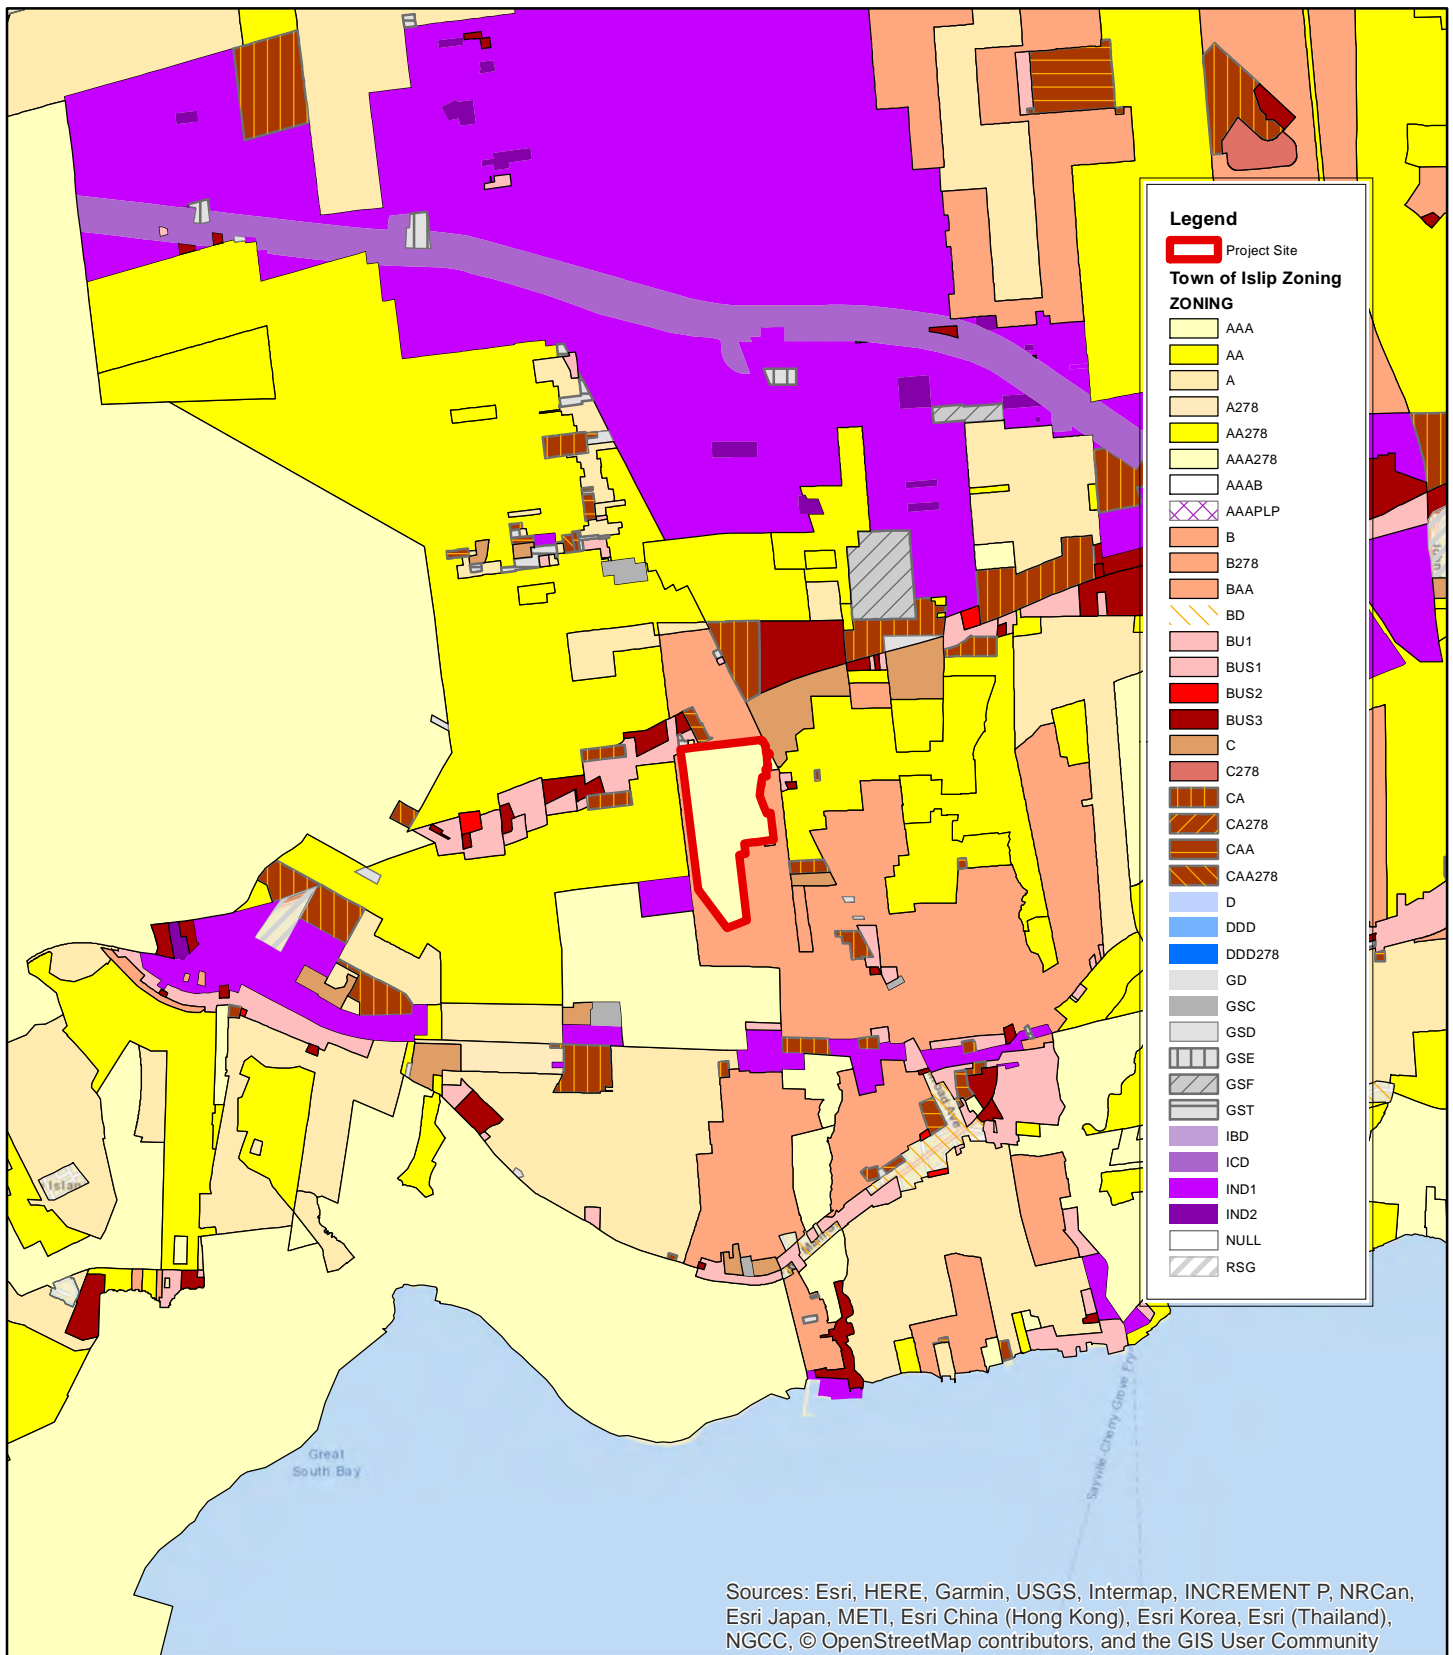 Legend
Project Site
Town of Islip Zoning
ZONING
AAA
AA
A
A278
AA278
AAA278
AAAB
AAAPLP
B
B278
BAA
BD
BU1
BUS1
BUS2
BUS3
C
C278
CA
CA278
CAA
CAA278
D
DDD
DDD278
GD
GSC
GSD
GSE
GSF
GST
IBD
ICD
IND1
IND2
NULL
RSG
Great
South Bay
Sayville-Cherry Grove Fry
Sources: Esri, HERE, Garmin, USGS, Intermap, INCREMENT P, NRCan,
Esri Japan, METI, Esri China (Hong Kong), Esri Korea, Esri (Thailand),
NGCC, © OpenStreetMap contributors, and the GIS User Community